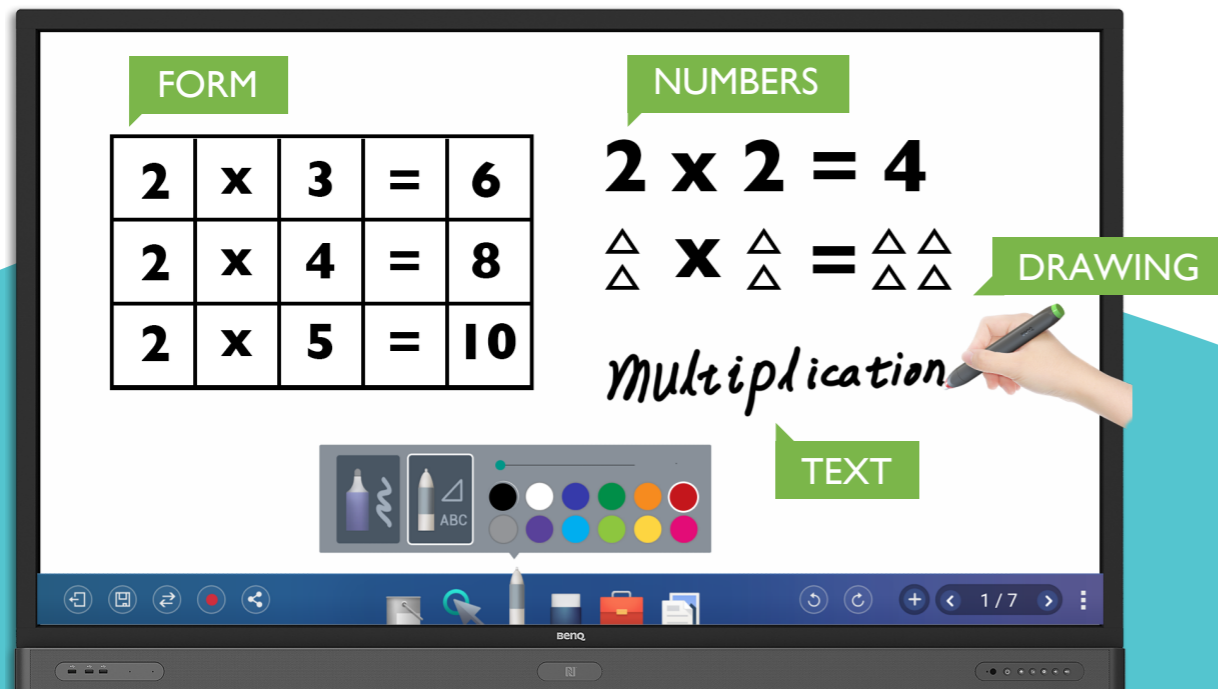 FORM
2 x 3 = 6
2 x 4 = 8
2 x 5 = 10
NUMBERS
2 x 2 = 4
x =
DRAWING
multiplication
TEXT
ABC
1 / 7
BenQ